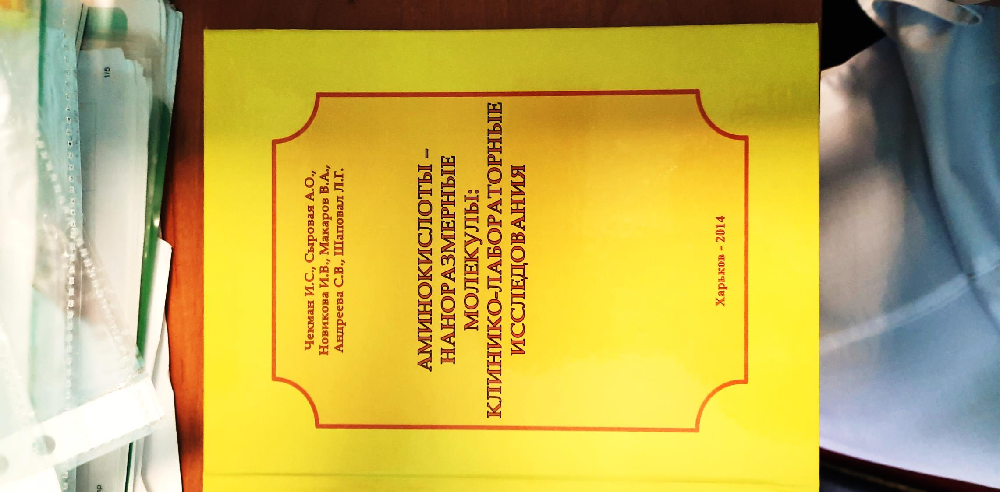 Чекман И.С., Сыровая А.О.,
Новикова И.В., Макаров В.А.,
Андреева С.В., Шаповал Л.Г.
АМИНОКИСЛОТЫ –
НАНОРАЗМЕРНЫЕ
МОЛЕКУЛЫ:
КЛИНИКО-ЛАБОРАТОРНЫЕ
ИССЛЕДОВАНИЯ
Харьков - 2014
1/5